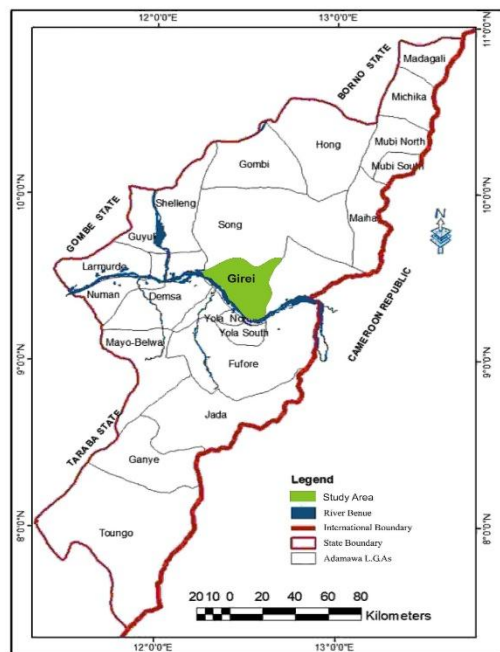 12°0'0"E
13°0'0"E
11°0'0"N
BORNO STATE
Madagali
Michika
Mubi North
Mubi South
Hong
Gombi
Maiha
10°0'0"N
10°0'0"N
Shelleng
Song
GOMBE STATE
Guyuk
N
Girei
Larmurde
Numan
Demsa
CAMEROON REPUBLIC
Yola No
Yola South
Mayo-Belwa
9°0'0"N
9°0'0"N
Fufore
Jada
TARABA STATE
Ganye
Legend
Study Area
River Benue
International Boundary
State Boundary
Adamawa L.G.As
Toungo
8°0'0"N
8°0'0"N
20 10 0 20 40 60 80
Kilometers
12°0'0"E
13°0'0"E